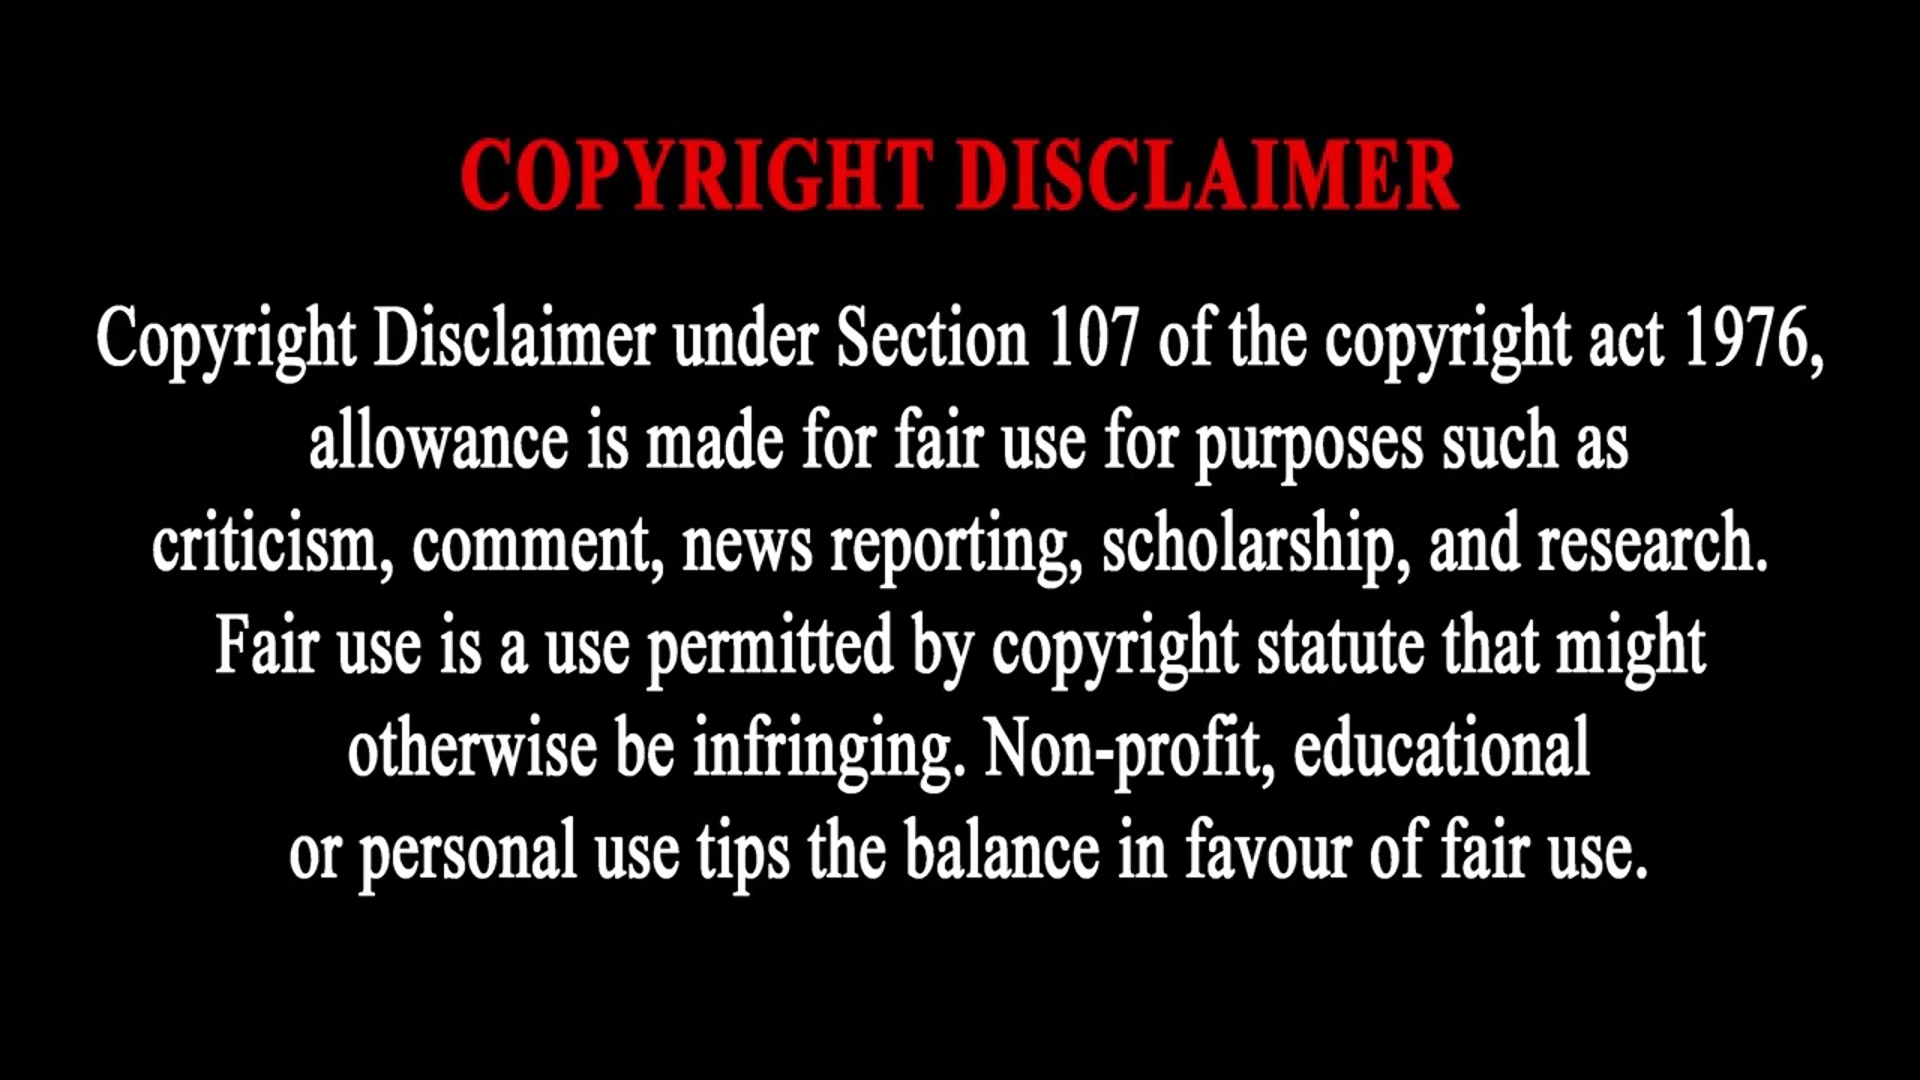 COPYRIGHT DISCLAIMER
Copyright Disclaimer under Section 107 of the copyright act 1976,
allowance is made for fair use for purposes such as
criticism, comment, news reporting, scholarship, and research.
Fair use is a use permitted by copyright statute that might
otherwise be infringing. Non-profit, educational
or personal use tips the balance in favour of fair use.